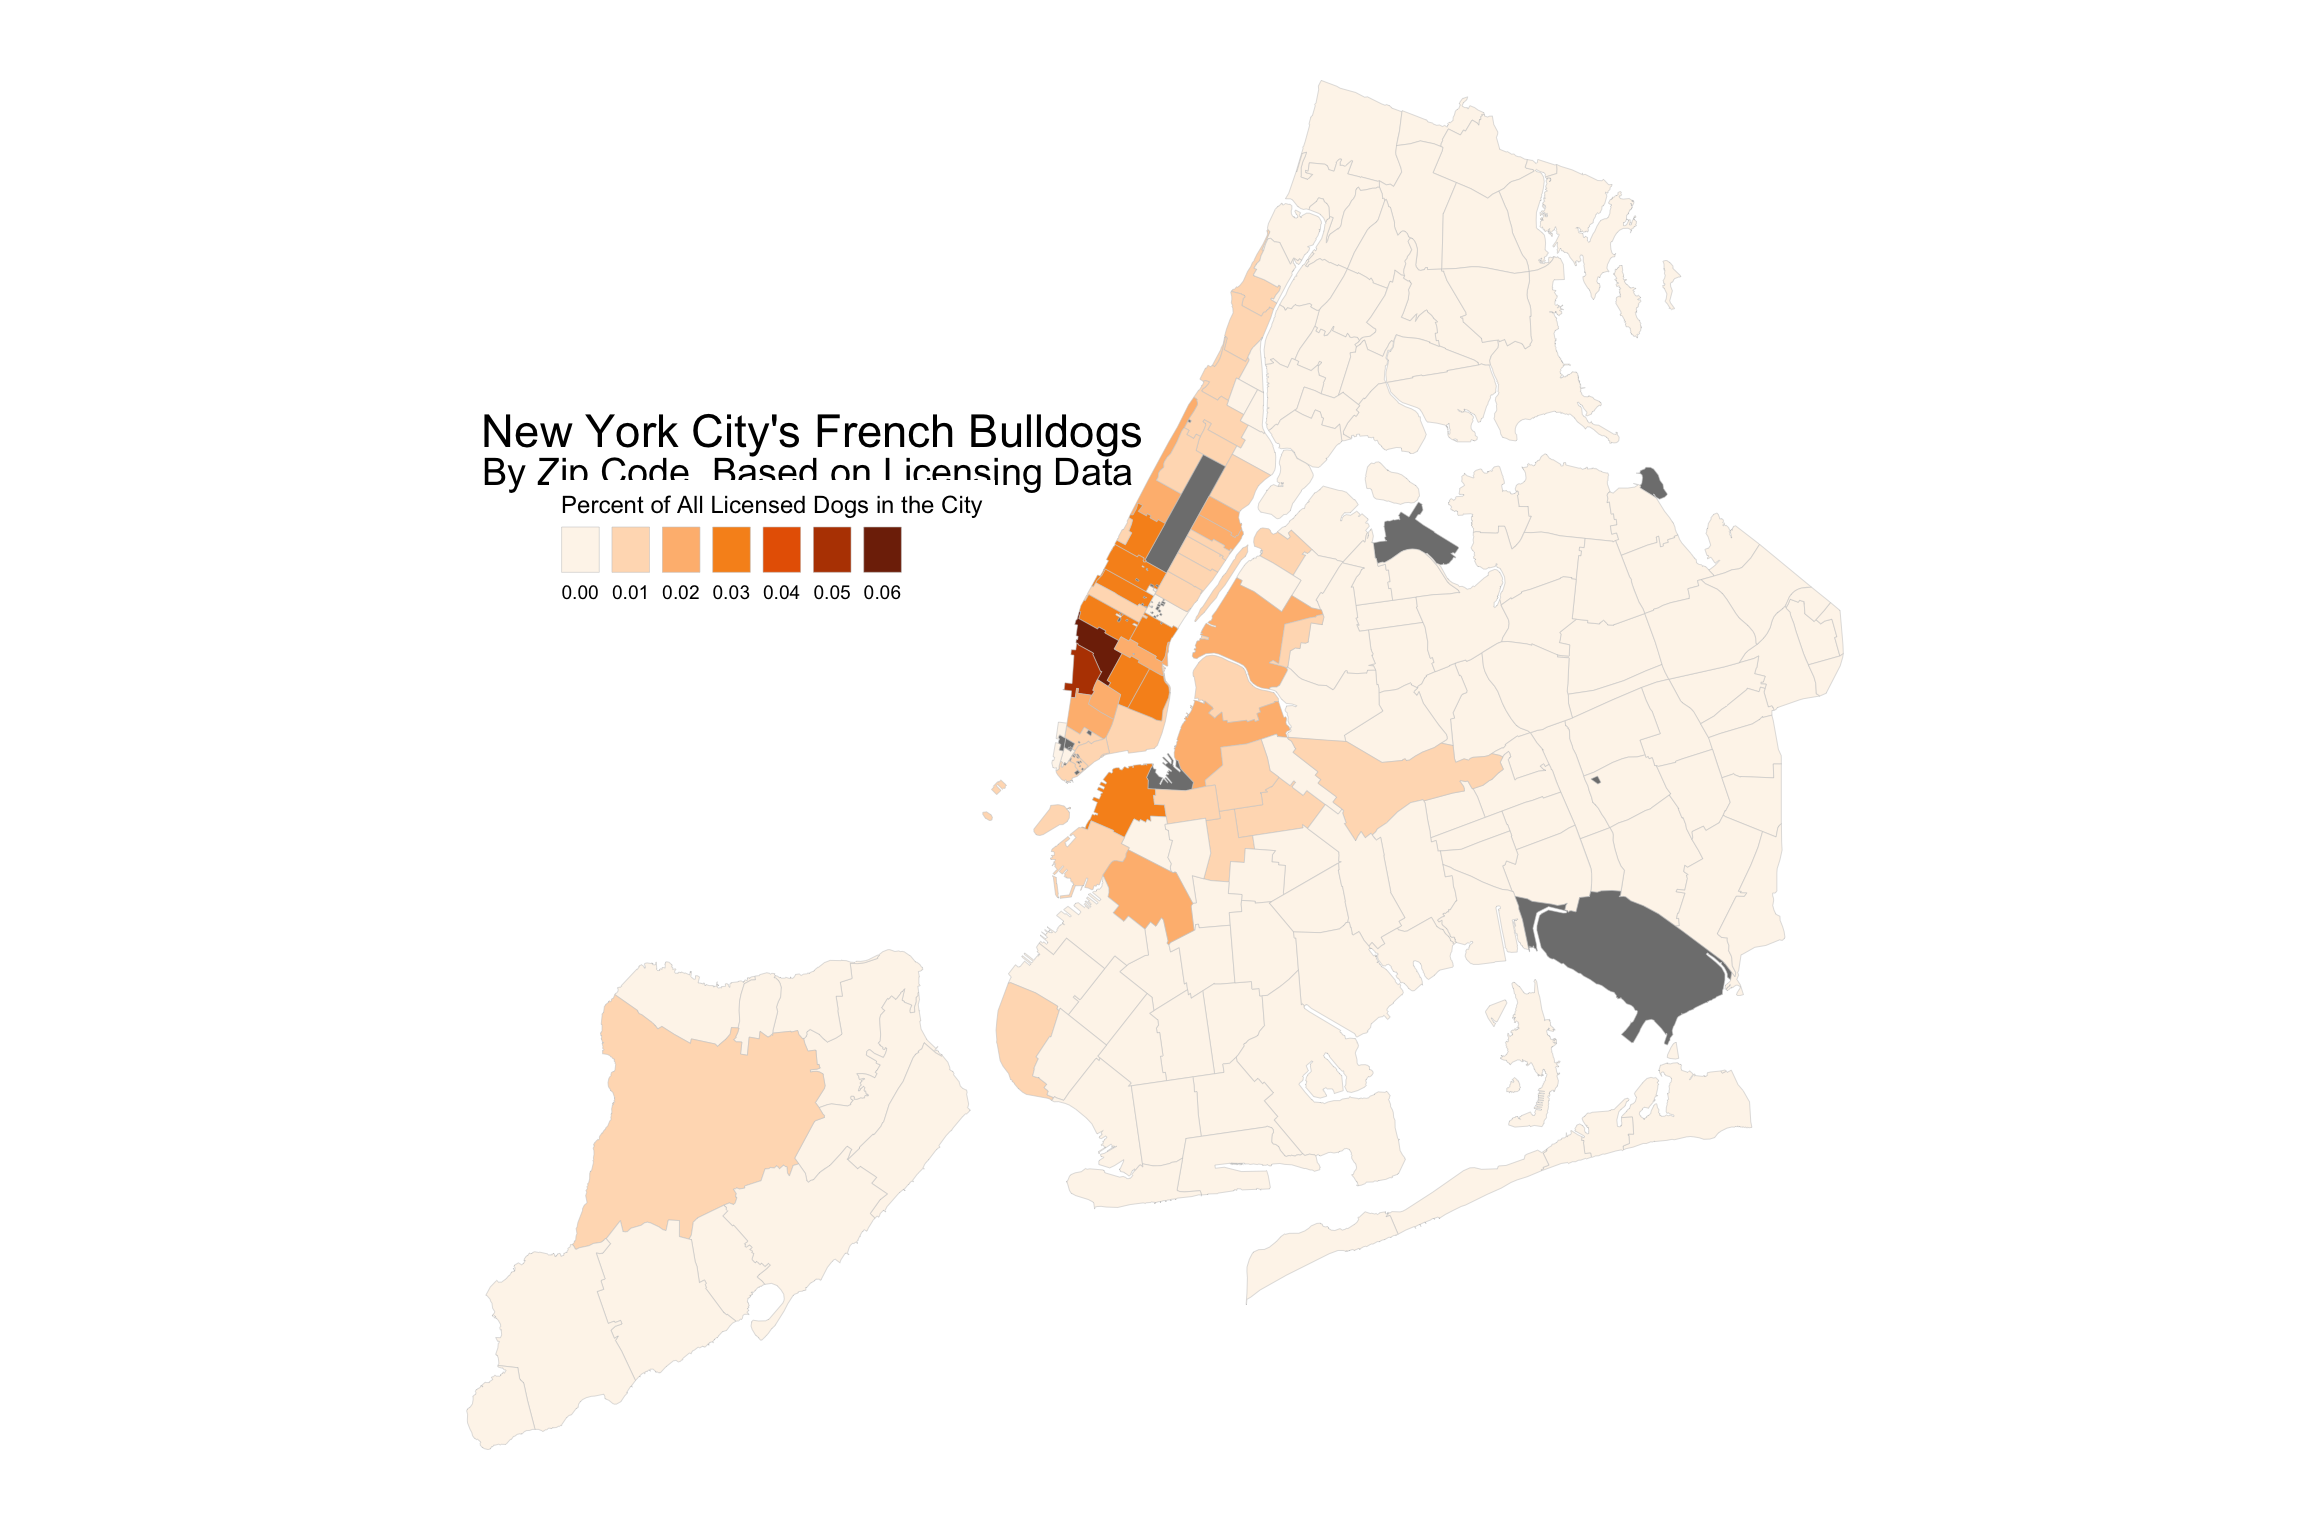 New York City's French Bulldogs
By Zip Code, Based on Licensing Data
Percent of All Licensed Dogs in the City
0.00 0.01 0.02 0.03 0.04 0.05 0.06